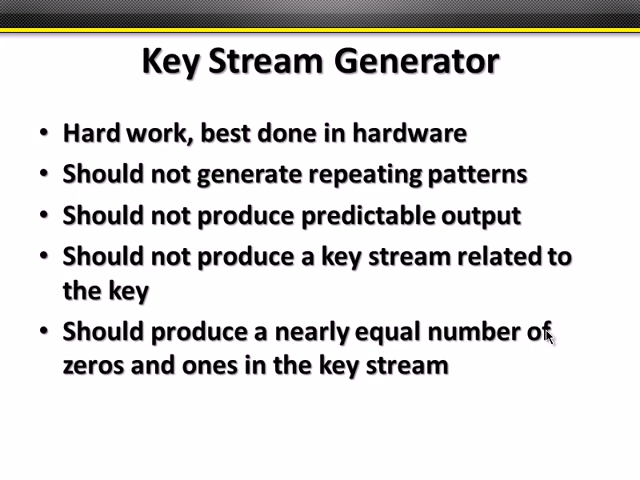 Key Stream Generator
• Hard work, best done in hardware
• Should not generate repeating patterns
• Should not produce predictable output
• Should not produce a key stream related to
the key
• Should produce a nearly equal number of
zeros and ones in the key stream